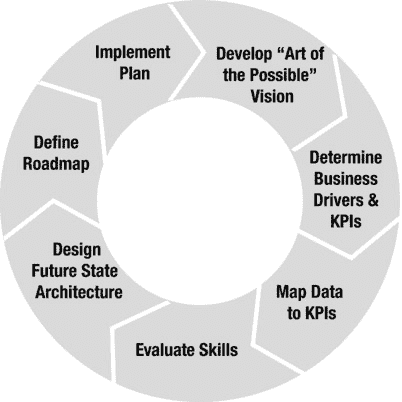 Develop “Art of
the Possible”
Vision
Determine
Business
Drivers &
KPIs
Map Data
to KPIs
Evaluate Skills
Design
Future State
Architecture
Define
Roadmap
Implement
Plan